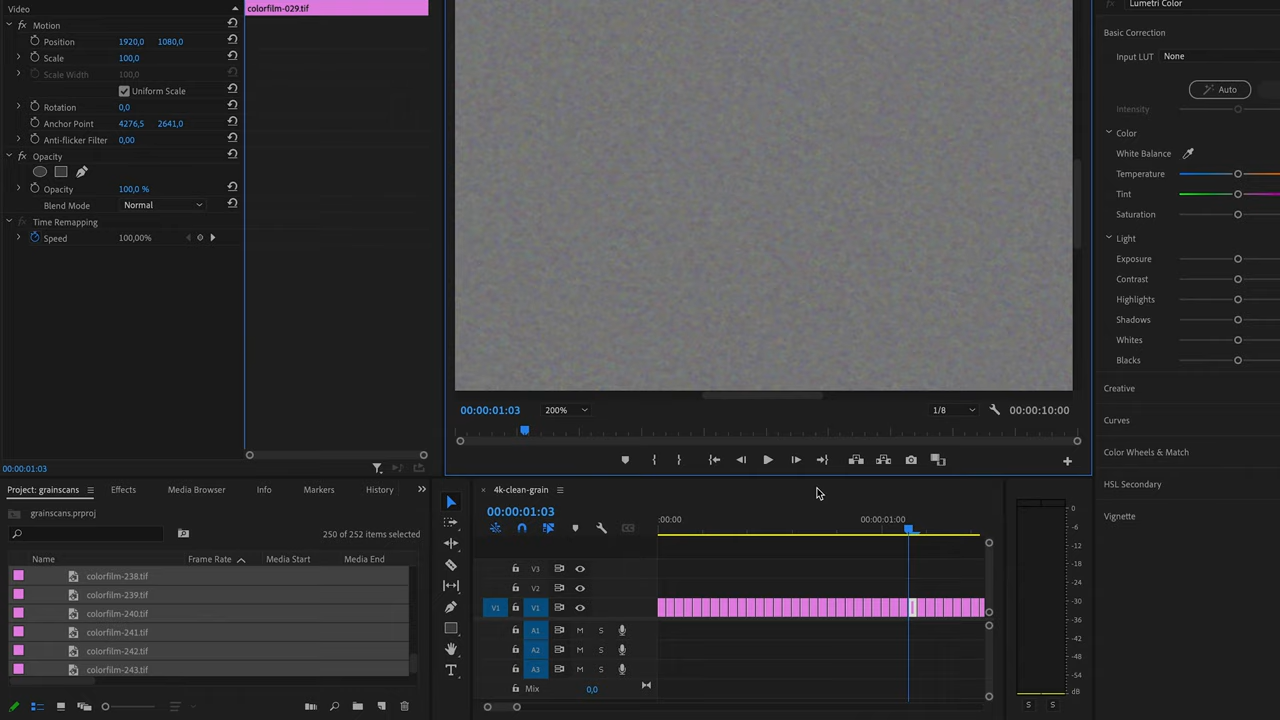 Video
colorfilm-029.tif
Lumetri Color
Motion
Position 1920,0 1080,0
Scale 100,0
Scale Width 100,0
Uniform Scale
Rotation 0,0
Anchor Point 4276,5 2641,0
Anti-flicker Filter 0,00
Opacity
Opacity 100,0 %
Blend Mode Normal
Time Remapping
Speed 100,00%
00:00:01:03
Basic Correction
Input LUT None
Auto
Intensity
Color
White Balance
Temperature
Tint
Saturation
Light
Exposure
Contrast
Highlights
Shadows
Whites
Blacks
Creative
Curves
Color Wheels & Match
HSL Secondary
Vignette
00:00:01:03 200% 1/8 00:00:10:00
Project: grainscans Effects Media Browser Info Markers History
grainscans.prproj
250 of 252 items selected
Name Frame Rate Media Start Media End
colorfilm-238.tif
colorfilm-239.tif
colorfilm-240.tif
colorfilm-241.tif
colorfilm-242.tif
colorfilm-243.tif
4k-clean-grain
00:00:01:03
:00:00 00:00:01:00
V3
V2
V1 V1
A1 M S
A2 M S
A3 M S
Mix 0,0
0
-6
-12
-18
-24
-30
-36
-42
-48
-54
dB
S S